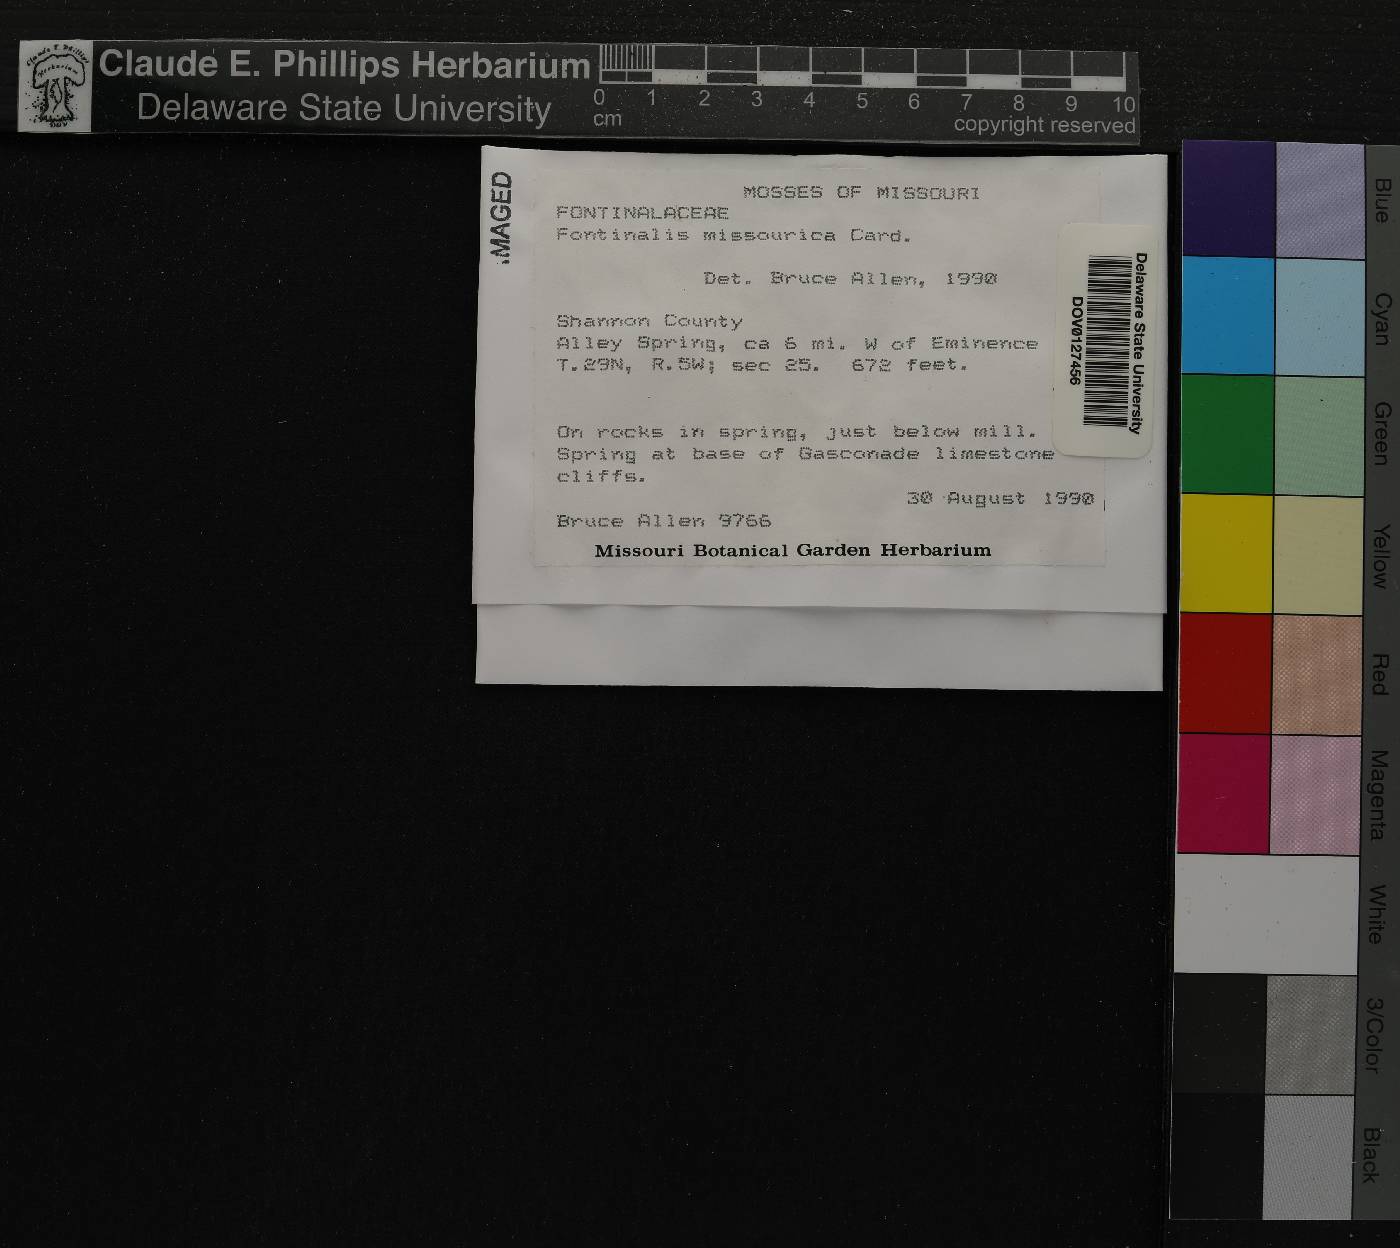 Claude E. Phillips Herbarium
Delaware State University
0 1 2 3 4 5 6 7 8 9 10
cm
copyright reserved
IMAGED
MOSSES OF MISSOURI
FONTINALACEAE
Fontinalis missourica Card.
Det. Bruce Allen, 1990
Shannon County
Alley Spring, ca 6 mi. W of Eminence
T.29N, R.5W; sec 25. 672 feet.
On rocks in spring, just below mill.
Spring at base of Gasconade limestone
cliffs.
30 August 1990
Bruce Allen 9766
Missouri Botanical Garden Herbarium
Delaware State University
DOV0127456
Blue
Cyan
Green
Yellow
Red
Magenta
White
3/Color
Black